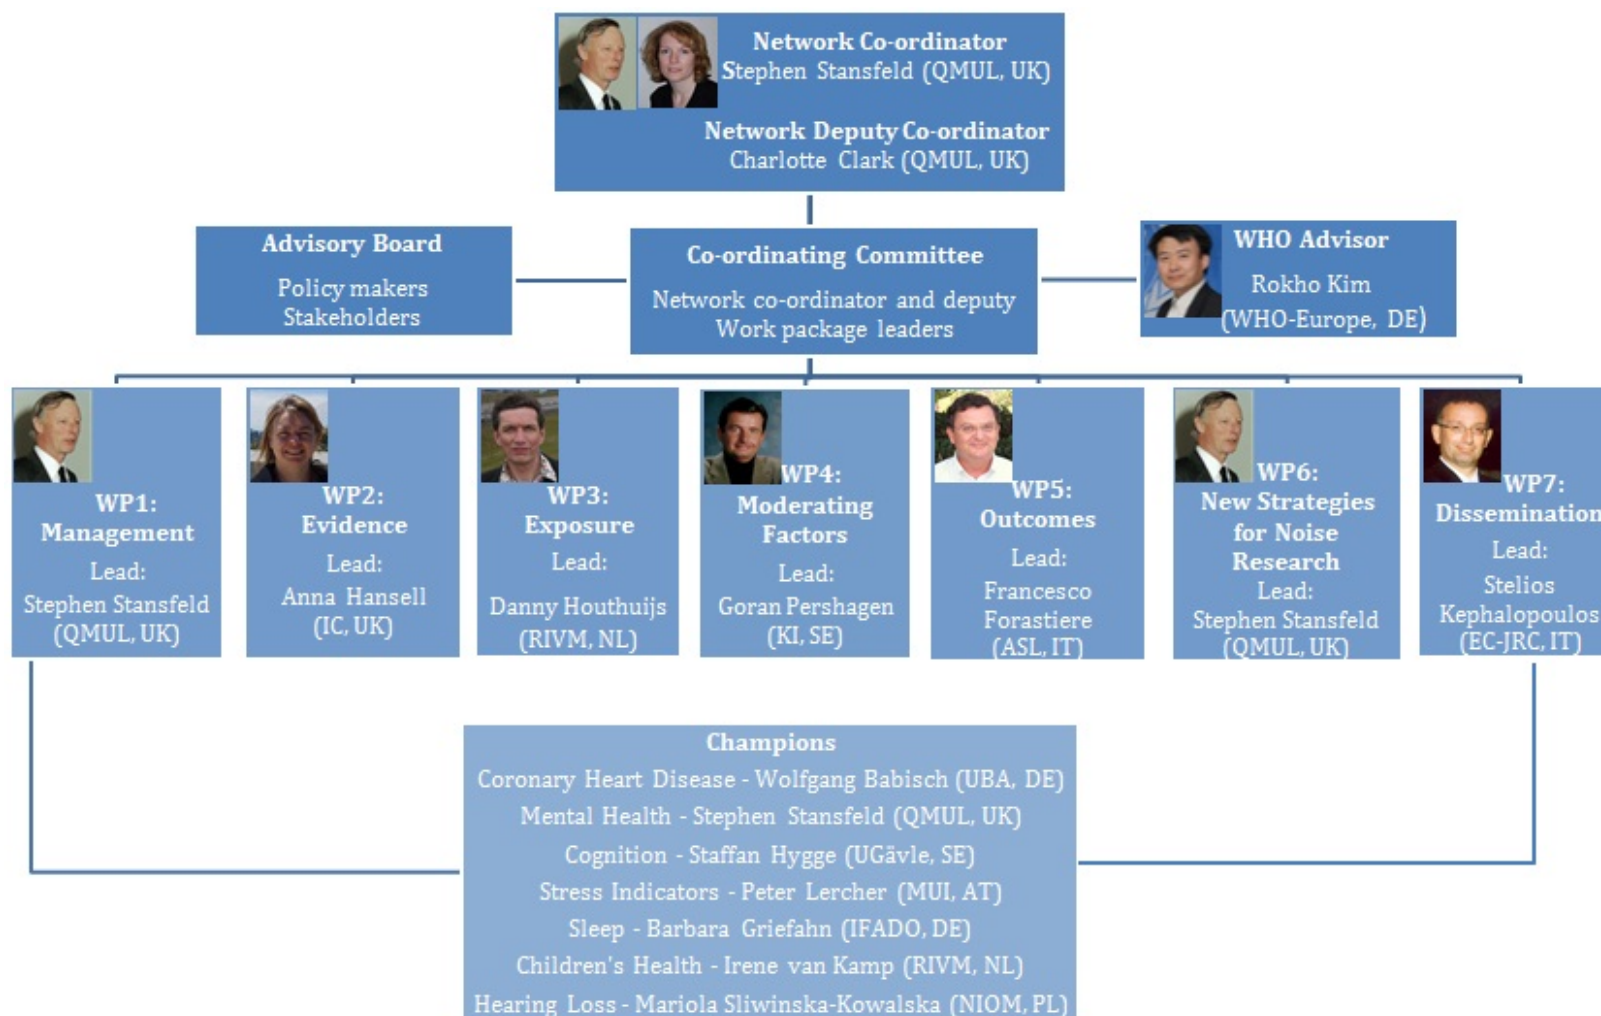 Network Co-ordinator
Stephen Stansfeld (QMUL, UK)
Network Deputy Co-ordinator
Charlotte Clark (QMUL, UK)
Advisory Board
Policy makers
Stakeholders
Co-ordinating Committee
Network co-ordinator and deputy
Work package leaders
WHO Advisor
Rokho Kim
(WHO-Europe, DE)
WP1:
Management
Lead:
Stephen Stansfeld
(QMUL, UK)
WP2:
Evidence
Lead:
Anna Hansell
(IC, UK)
WP3:
Exposure
Lead:
Danny Houthuijs
(RIVM, NL)
WP4:
Moderating
Factors
Lead:
Goran Pershagen
(KI, SE)
WP5:
Outcomes
Lead:
Francesco
Forastiere
(ASL, IT)
WP6:
New Strategies
for Noise
Research
Lead:
Stephen Stansfeld
(QMUL, UK)
WP7:
Dissemination
Lead:
Stelios
Kephalopoulos
(EC-JRC, IT)
Champions
Coronary Heart Disease - Wolfgang Babisch (UBA, DE)
Mental Health - Stephen Stansfeld (QMUL, UK)
Cognition - Staffan Hygge (UGävle, SE)
Stress Indicators - Peter Lercher (MUI, AT)
Sleep - Barbara Griefahn (IFADO, DE)
Children's Health - Irene van Kamp (RIVM, NL)
Hearing Loss - Mariola Sliwinska-Kowalska (NIOM, PL)